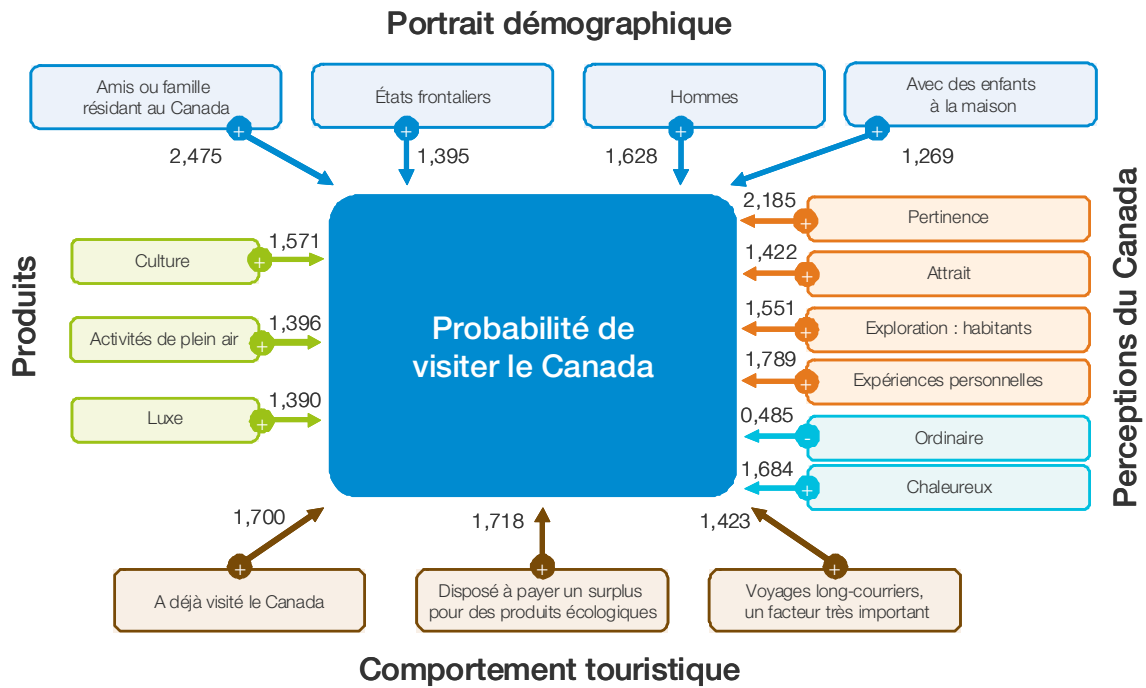 Portrait démographique
Amis ou famille
résidant au Canada
États frontaliers
Hommes
Avec des enfants
à la maison
+
+
+
+
2,475
1,395
1,628
1,269
Produits
Culture
+
1,571
Activités de plein air
+
1,396
Luxe
+
1,390
Probabilité de
visiter le Canada
Perceptions du Canada
2,185
+
Pertinence
1,422
+
Attrait
1,551
+
Exploration : habitants
1,789
+
Expériences personnelles
0,485
-
Ordinaire
1,684
+
Chaleureux
1,700
1,718
1,423
+
+
+
A déjà visité le Canada
Disposé à payer un surplus
pour des produits écologiques
Voyages long-courriers,
un facteur très important
Comportement touristique